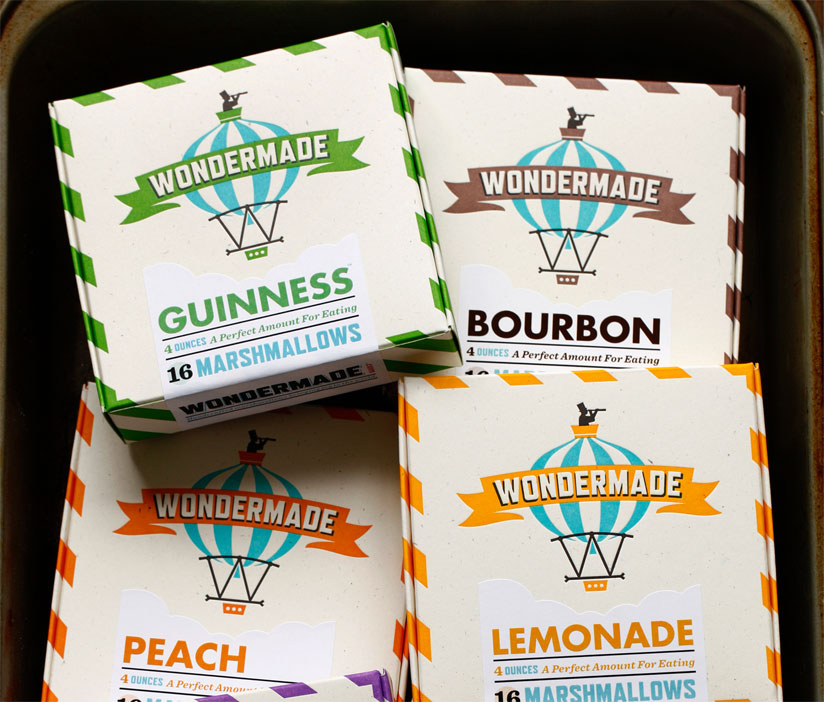 WONDERMADE
GUINNESS
4 OUNCES A Perfect Amount For Eating
16 MARSHMALLOWS
WONDERMADE
WONDERMADE
BOURBON
4 OUNCES A Perfect Amount For Eating
WONDERMADE
PEACH
4 OUNCES A Perfect Amount
WONDERMADE
LEMONADE
4 OUNCES A Perfect Amount For Eating
16 MARSHMALLOWS